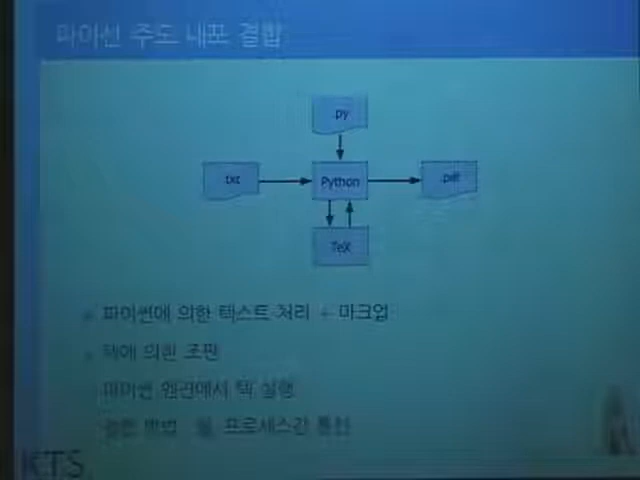 파이썬 주도 내포 결합
.py
.txt
Python
.pdf
TeX
파이썬에 의한 텍스트 처리 + 마크업
텍에 의한 조판
파이썬 엔진에서 텍 실행
방법 프로세스간 통신
KTS